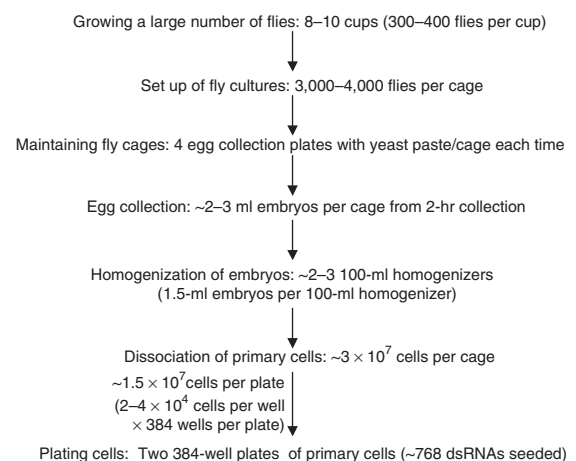 Growing a large number of flies: 8–10 cups (300–400 flies per cup)
Set up of fly cultures: 3,000–4,000 flies per cage
Maintaining fly cages: 4 egg collection plates with yeast paste/cage each time
Egg collection: ~2–3 ml embryos per cage from 2-hr collection
Homogenization of embryos: ~2–3 100-ml homogenizers
(1.5-ml embryos per 100-ml homogenizer)
Dissociation of primary cells: ~3 × 10⁷ cells per cage
~1.5 × 10⁷cells per plate
(2–4 × 10⁴ cells per well
× 384 wells per plate)
Plating cells: Two 384-well plates of primary cells (~768 dsRNAs seeded)